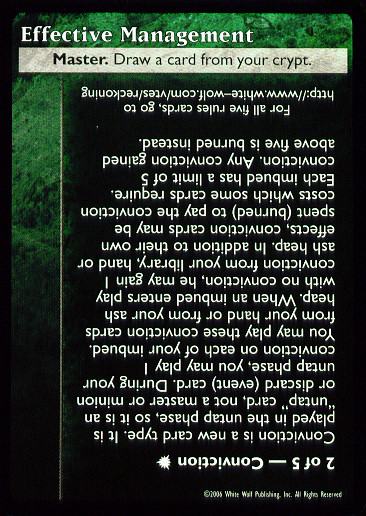 Effective Management
Master. Draw a card from your crypt.
2 of 5 — Conviction
Conviction is a new card type. It is
played in the untap phase, so it is an
"untap" card, not a master or minion
or discard (event) card. During your
untap phase, you may play 1
conviction on each of your imbued.
You may play these conviction cards
from your hand or from your ash
heap. When an imbued enters play
with no conviction, he may gain 1
conviction from your library, hand or
ash heap. In addition to their own
effects, conviction cards may be
spent (burned) to pay the conviction
costs which some cards require.
Each imbued has a limit of 5
conviction. Any conviction gained
above five is burned instead.
For all five rules cards, go to
http://www.white-wolf.com/vtes/reckoning
©2006 White Wolf Publishing, Inc. All Rights Reserved